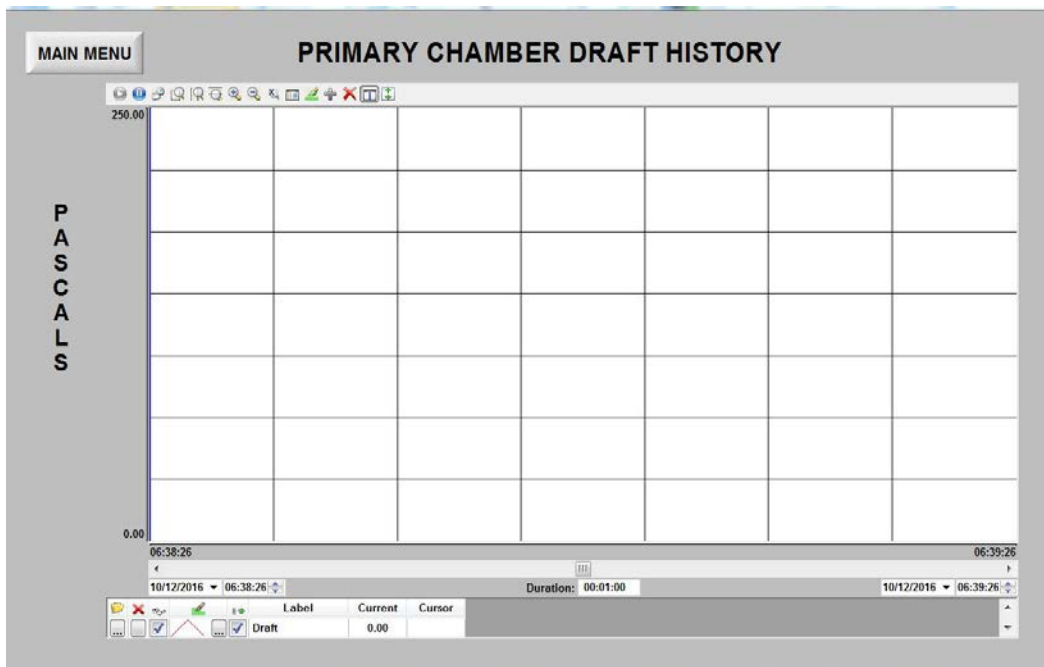 MAIN MENU
PRIMARY CHAMBER DRAFT HISTORY
250.00
PASCALS
0.00
06:38:26 06:39:26
10/12/2016 06:38:26 Duration: 00:01:00 10/12/2016 06:39:26
Label Current Cursor
... ... Draft 0.00